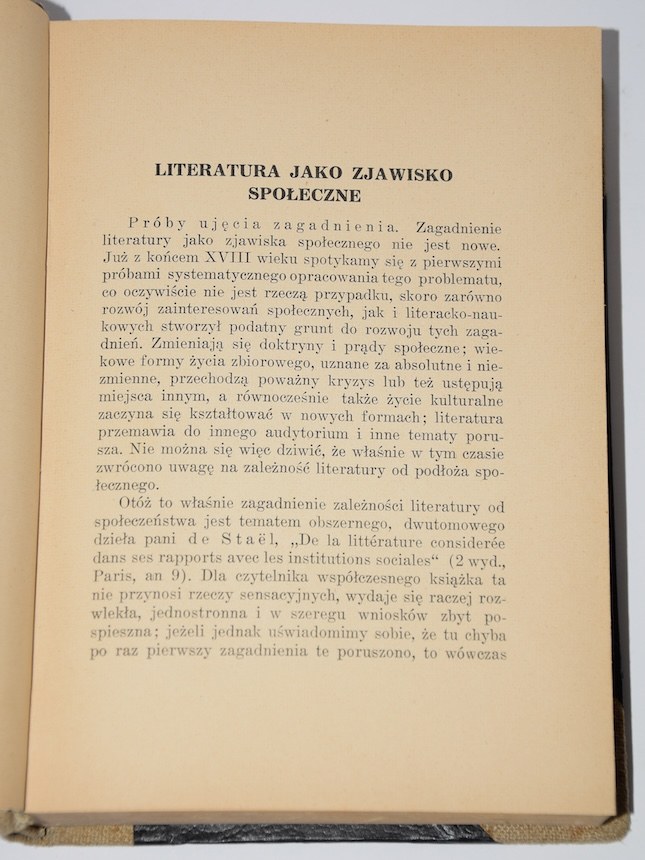 LITERATURA JAKO ZJAWISKO
SPOŁECZNE
Próby ujęcia zagadnienia. Zagadnienie
literatury jako zjawiska społecznego nie jest nowe.
Już z końcem XVIII wieku spotykamy się z pierwszymi
próbami systematycznego opracowania tego problematu,
co oczywiście nie jest rzeczą przypadku, skoro zarówno
rozwój zainteresowań społecznych, jak i literacko-nau-
kowych stworzył podatny grunt do rozwoju tych zaga-
dnień. Zmieniają się doktryny i prądy społeczne; wie-
kowe formy życia zbiorowego, uznane za absolutne i nie-
zmienne, przechodzą poważny kryzys lub też ustępują
miejsca innym, a równocześnie także życie kulturalne
zaczyna się kształtować w nowych formach; literatura
przemawia do innego audytorium i inne tematy poru-
sza. Nie można się więc dziwić, że właśnie w tym czasie
zwrócono uwagę na zależność literatury od podłoża spo-
łecznego.
Otóż to właśnie zagadnienie zależności literatury od
społeczeństwa jest tematem obszernego, dwutomowego
dzieła pani de Staël, „De la littérature considerée
dans ses rapports avec les institutions sociales“ (2 wyd.,
Paris, an 9). Dla czytelnika współczesnego książka ta
nie przynosi rzeczy sensacyjnych, wydaje się raczej roz-
wlekła, jednostronna i w szeregu wniosków zbyt po-
spieszna; jeżeli jednak uświadomimy sobie, że tu chyba
po raz pierwszy zagadnienia te poruszono, to wówczas